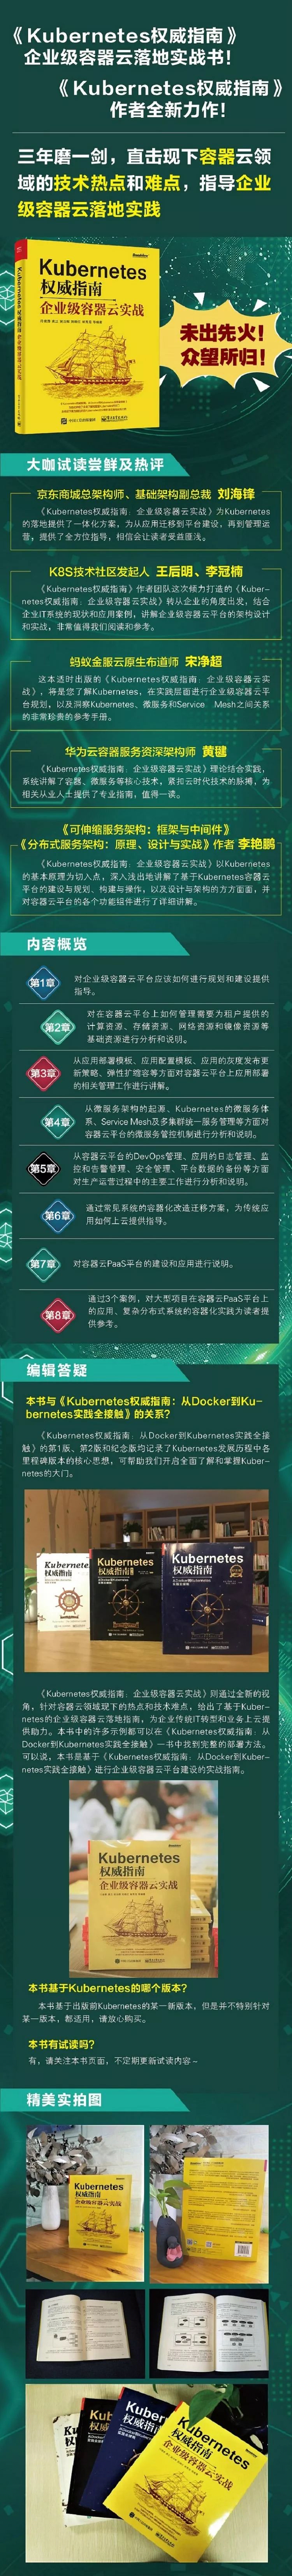 《Kubernetes权威指南》
企业级容器云落地实战书！
《Kubernetes权威指南》
作者全新力作！
三年磨一剑，直击现下容器云领
域的技术热点和难点，指导企业
级容器云落地实践
Kubernetes
权威指南
企业级容器云实战
未出先火！
众望所归！
大咖试读尝鲜及热评
京东商城总架构师、基础架构副总裁 刘海锋
《Kubernetes权威指南：企业级容器云实战》为Kubernetes
的落地提供了一体化方案，为从应用迁移到平台建设，再到管理运
营，提供了全方位指导，相信会让读者受益匪浅。
K8S技术社区发起人 王后明、李冠楠
《Kubernetes权威指南》作者团队这次倾力打造的《Kuber-
netes权威指南：企业级容器云实战》转从企业的角度出发，结合
企业IT系统的现状和应用案例，讲解企业级容器云平台的架构设计
和实战，非常值得我们阅读和参考。
蚂蚁金服云原生布道师 宋净超
这本适时出版的《Kubernetes权威指南：企业级容器云实
战》，将是您了解Kubernetes，在实践层面进行企业级容器云平
台规划，以及洞察Kubernetes、微服务和Service Mesh之间关系
的非常珍贵的参考手册。
华为云容器服务资深架构师 黄毽
《Kubernetes权威指南：企业级容器云实战》理论结合实践，
系统讲解了容器、微服务等核心技术，紧扣云时代技术的脉搏，为
相关从业人士提供了专业指南，值得一读。
《可伸缩服务架构：框架与中间件》
《分布式服务架构：原理、设计与实战》作者 李艳鹏
《Kubernetes权威指南：企业级容器云实战》以Kubernetes
的基本原理为切入点，深入浅出地讲解了基于Kubernetes容器云
平台的建设与规划、构建与操作，以及设计与架构的方方面面，并
对容器云平台的各个功能组件进行了详细讲解。
内容概览
第1章
对企业级容器云平台应该如何进行规划和建设提供
指导。
第2章
对在容器云平台上如何管理需要为租户提供的
计算资源、存储资源、网络资源和镜像资源等
基础资源进行分析和说明。
第3章
从应用部署模板、应用配置模板、应用的灰度发布更
新策略、弹性扩缩容等方面对容器云平台上应用部署
的相关管理工作进行讲解。
第4章
从微服务架构的起源、Kubernetes的微服务体
系、Service Mesh及多集群统一服务管理等方面对
容器云平台的微服务管控机制进行分析和说明。
第5章
从容器云平台的DevOps管理、应用的日志管理、监
控和告警管理、安全管理、平台数据的备份等方面
对生产运营过程中的主要工作进行分析和说明。
第6章
通过常见系统的容器化改造迁移方案，为传统应
用如何上云提供指导。
第7章
对容器云PaaS平台的建设和应用进行说明。
第8章
通过3个案例，对大型项目在容器云PaaS平台上
的应用、复杂分布式系统的容器化实践为读者提
供参考。
编辑答疑
本书与《Kubernetes权威指南：从Docker到Ku-
bernetes实践全接触》的关系？
《Kubernetes权威指南：从Docker到Kubernetes实践全接
触》的第1版、第2版和纪念版均记录了Kubernetes发展历程中各
里程碑版本的核心思想，可帮助我们开启全面了解和掌握Kuber-
netes的大门。
Kubernetes
权威指南
Kubernetes
权威指南
Kubernetes
权威指南
《Kubernetes权威指南：企业级容器云实战》则通过全新的视
角，针对容器云领域现下的热点和技术难点，给出了基于Kuber-
netes的企业级容器云落地指南，为企业传统IT转型和业务上云提
供助力。本书中的许多示例都可以在《Kubernetes权威指南：从
Docker到Kubernetes实践全接触》一书中找到完整的部署方法。
可以说，本书是基于《Kubernetes权威指南：从Docker到Kuber-
netes实践全接触》进行企业级容器云平台建设的实战指南。
Kubernetes
权威指南
企业级容器云实战
本书基于Kubernetes的哪个版本？
本书基于出版前Kubernetes的某一新版本，但是并不特别针对
某一版本，都适用，请放心购买。
本书有试读吗？
有，请关注本书页面，不定期更新试读内容~
精美实拍图
Kubernetes
权威指南
企业级容器云实战
Kubernetes
权威指南
企业级容器云实战